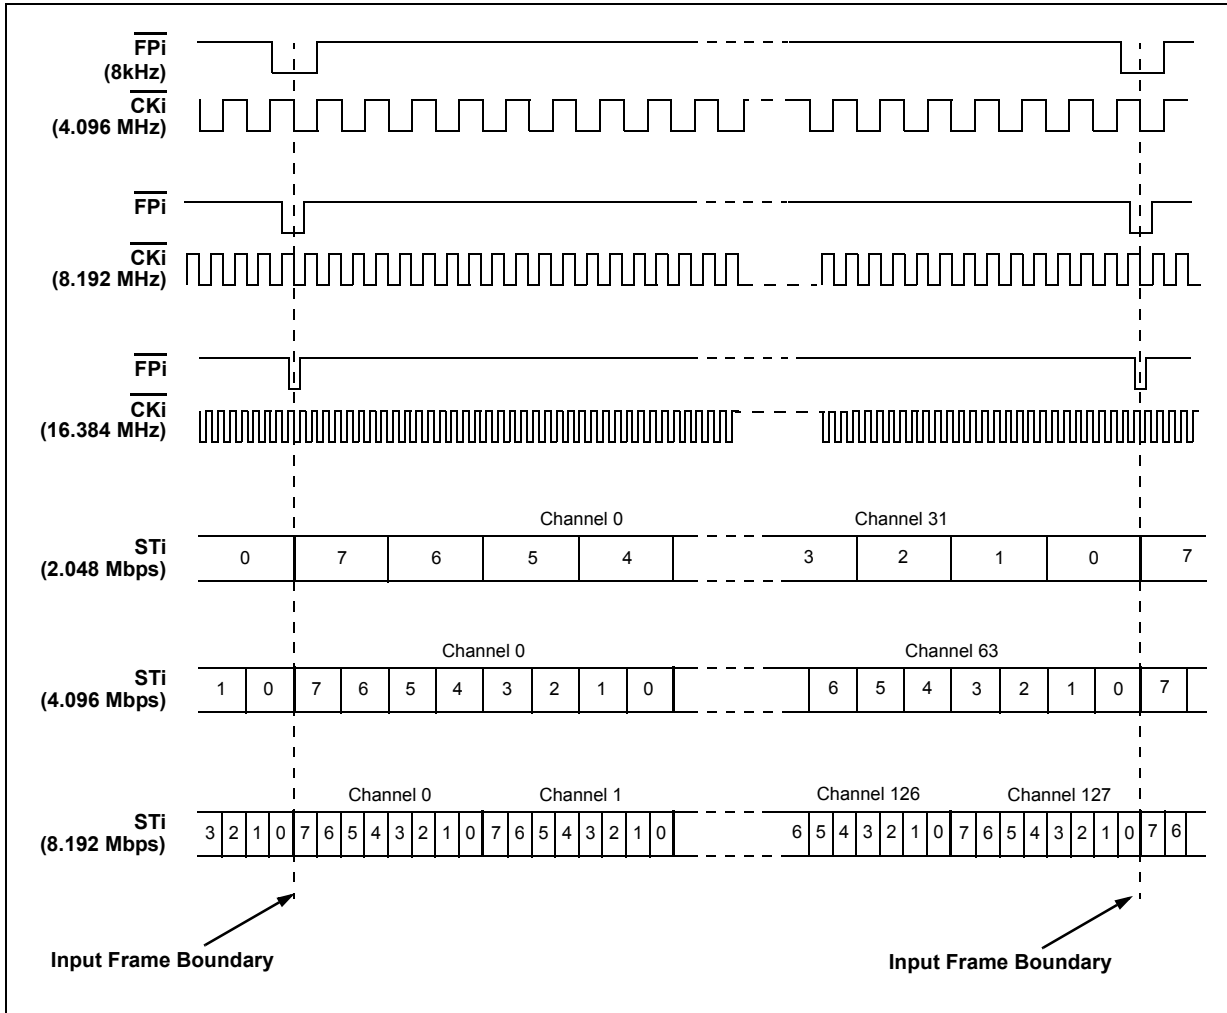 FPi
(8kHz)
CKi
(4.096 MHz)
FPi
CKi
(8.192 MHz)
FPi
CKi
(16.384 MHz)
Channel 0 Channel 31
STi
(2.048 Mbps)
0 7 6 5 4 3 2 1 0 7
Channel 0 Channel 63
STi
(4.096 Mbps)
1 0 7 6 5 4 3 2 1 0 6 5 4 3 2 1 0 7
Channel 0 Channel 1 Channel 126 Channel 127
STi
(8.192 Mbps)
3 2 1 0 7 6 5 4 3 2 1 0 7 6 5 4 3 2 1 0 6 5 4 3 2 1 0 7 6 5 4 3 2 1 0 7 6
Input Frame Boundary Input Frame Boundary